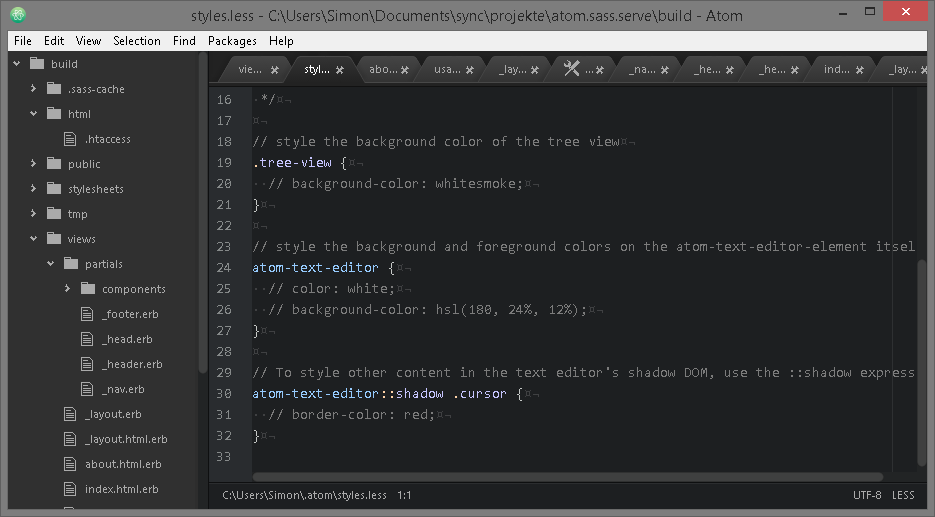 styles.less - C:\Users\Simon\Documents\sync\projekte\atom.sass.serve\build - Atom
File Edit View Selection Find Packages Help
build
.sass-cache
html
.htaccess
public
stylesheets
tmp
views
partials
components
_footer.erb
_head.erb
_header.erb
_nav.erb
_layout.erb
_layout.html.erb
about.html.erb
index.html.erb
vie... styl... abo... usa... _lay... ... _na... _he... _he... ind... _lay...
16 ·*/¤¬
17 ¤¬
18 // style the background color of the tree view¤¬
19 .tree-view {¤¬
20 ··// background-color: whitesmoke;¤¬
21 }¤¬
22 ¤¬
23 // style the background and foreground colors on the atom-text-editor-element itsel
24 atom-text-editor {¤¬
25 ··// color: white;¤¬
26 ··// background-color: hsl(180, 24%, 12%);¤¬
27 }¤¬
28 ¤¬
29 // To style other content in the text editor's shadow DOM, use the ::shadow express
30 atom-text-editor::shadow .cursor {¤¬
31 ··// border-color: red;¤¬
32 }¤¬
33
C:\Users\Simon\.atom\styles.less 1:1 UTF-8 LESS